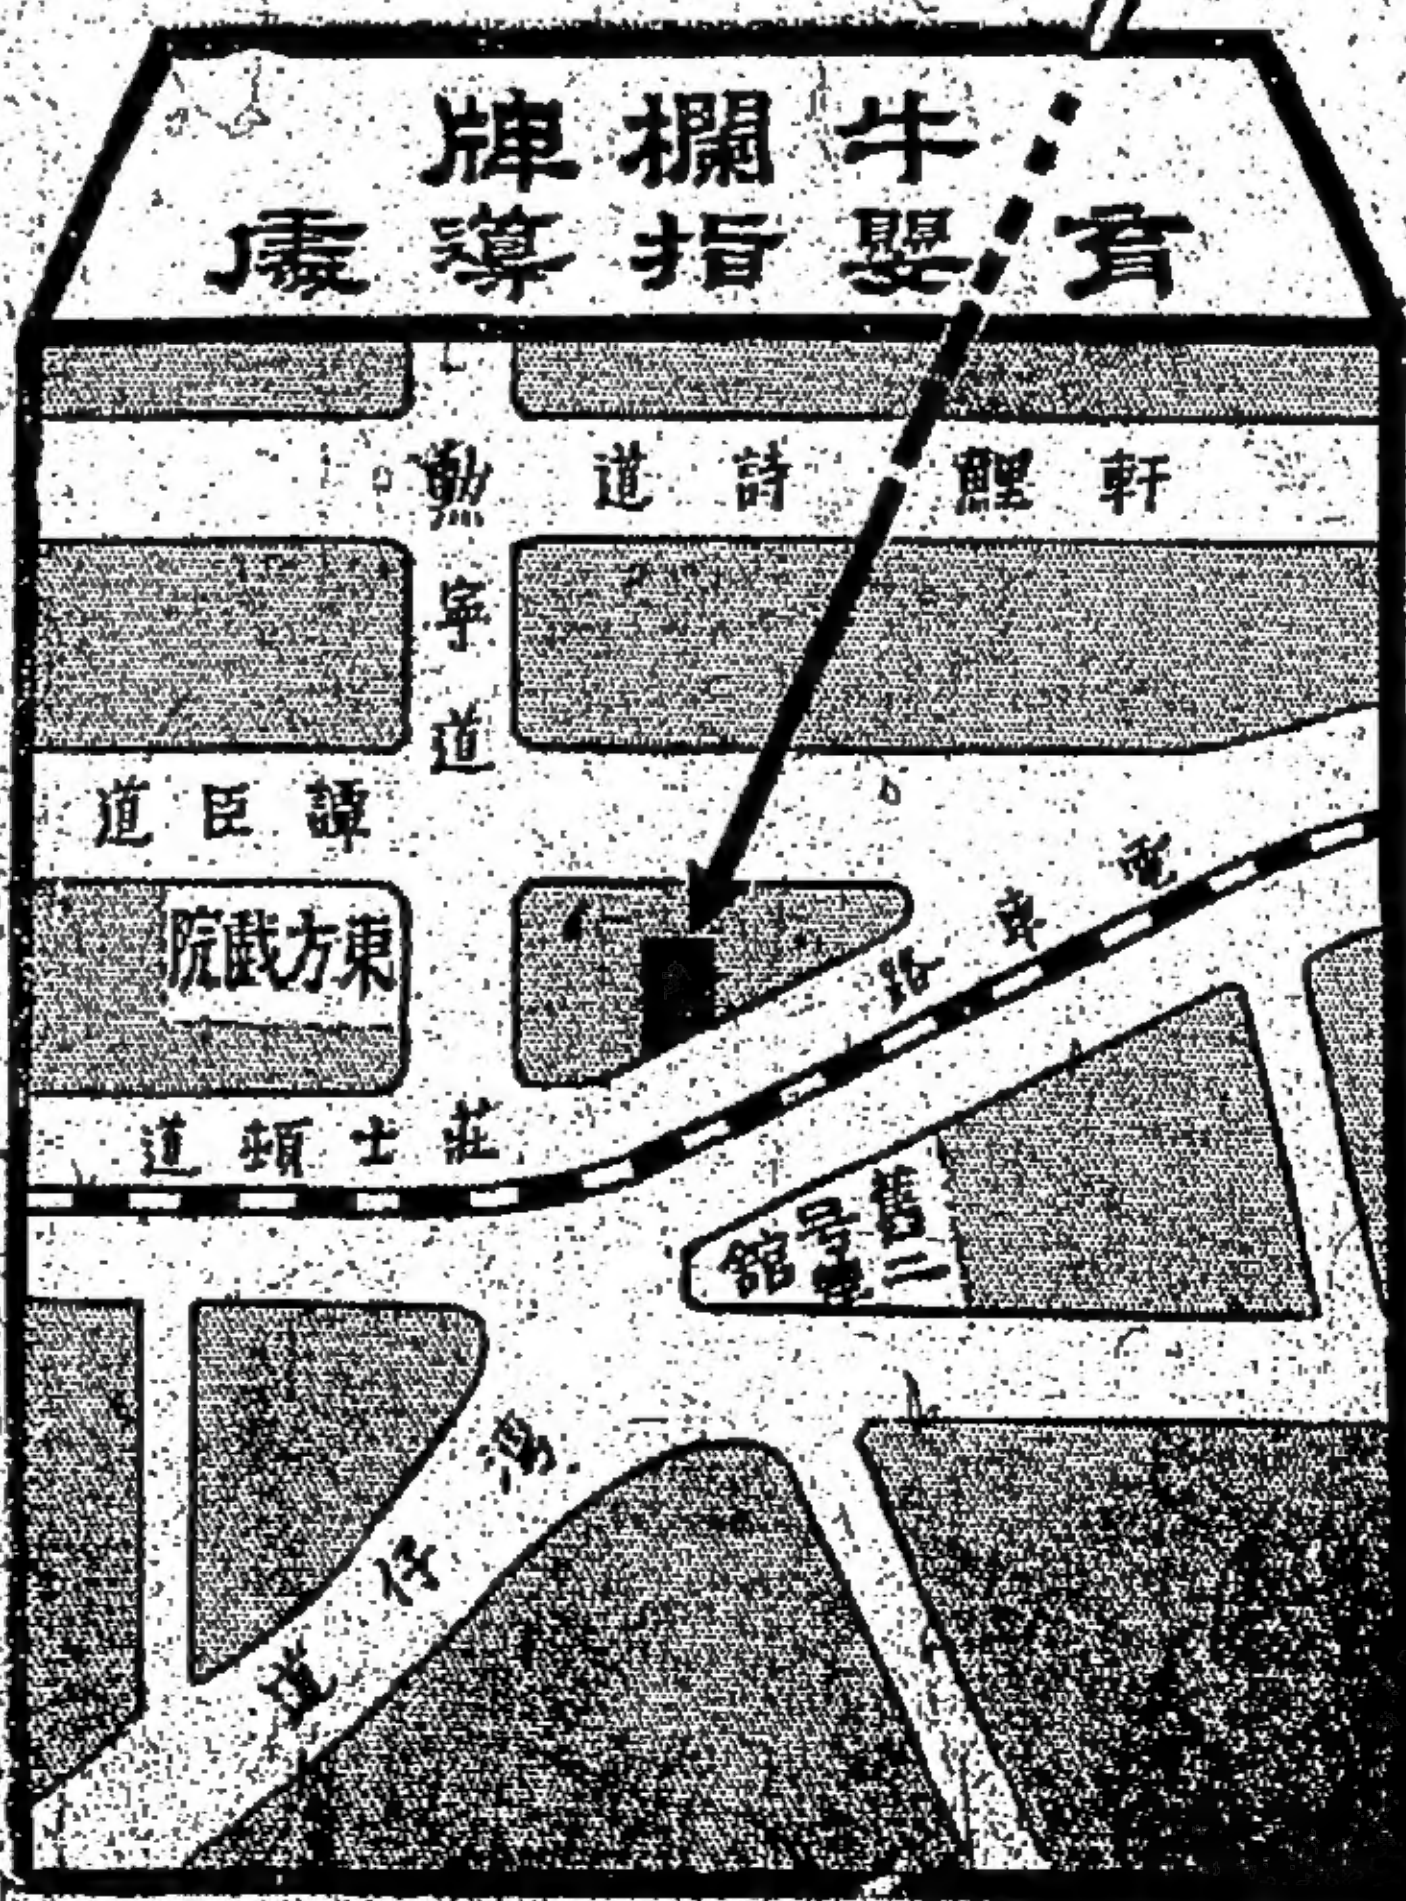 牛欄牌
育嬰指導處
軒鯉詩道
勳寧道
譚臣道
東方戲院
電車路
莊士頓道
舊二号差館
灣仔道